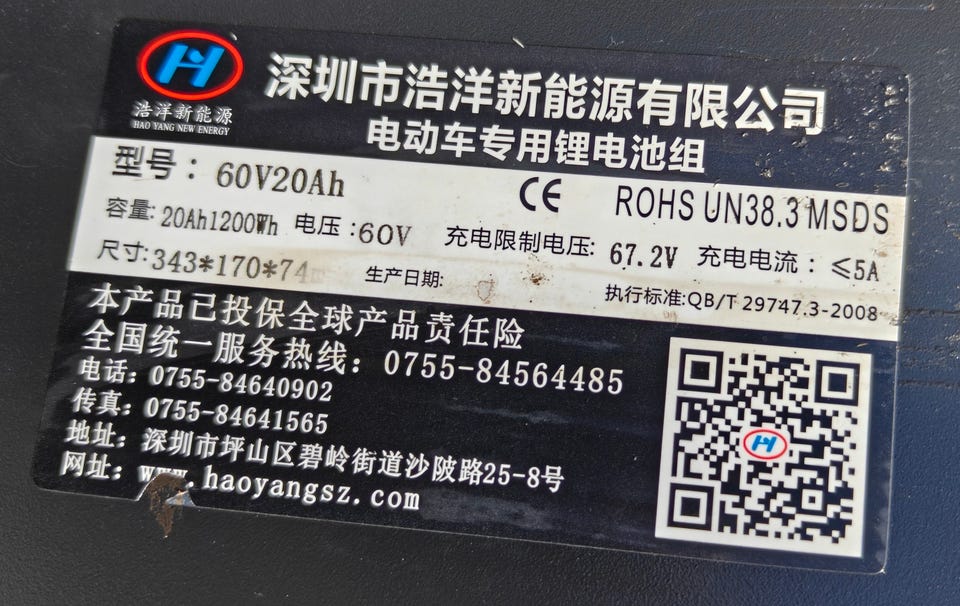 浩洋新能源
HAO YANG NEW ENERGY
深圳市浩洋新能源有限公司
电动车专用锂电池组
型号：60V20Ah
CE ROHS UN38.3 MSDS
容量:20Ah1200Wh 电压:60V 充电限制电压:67.2V 充电电流:≤5A
尺寸:343*170*74 生产日期: 执行标准:QB/T 29747.3-2008
本产品已投保全球产品责任险
全国统一服务热线：0755-84564485
电话：0755-84640902
传真：0755-84641565
地址：深圳市坪山区碧岭街道沙陂路25-8号
网址：www.haoyangsz.com